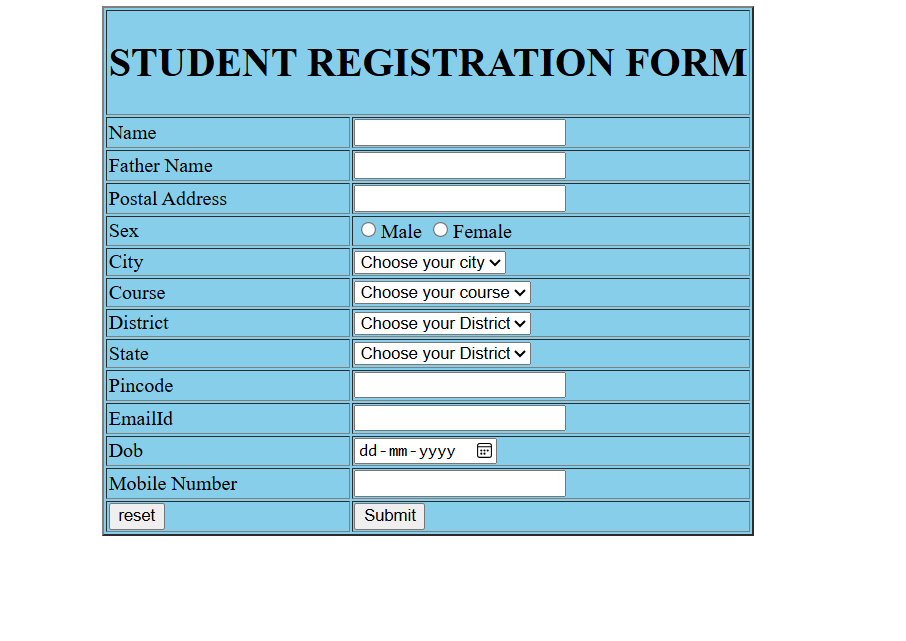 STUDENT REGISTRATION FORM
Name
Father Name
Postal Address
Sex Male Female
City Choose your city
Course Choose your course
District Choose your District
State Choose your District
Pincode
EmailId
Dob dd-mm-yyyy
Mobile Number
reset Submit